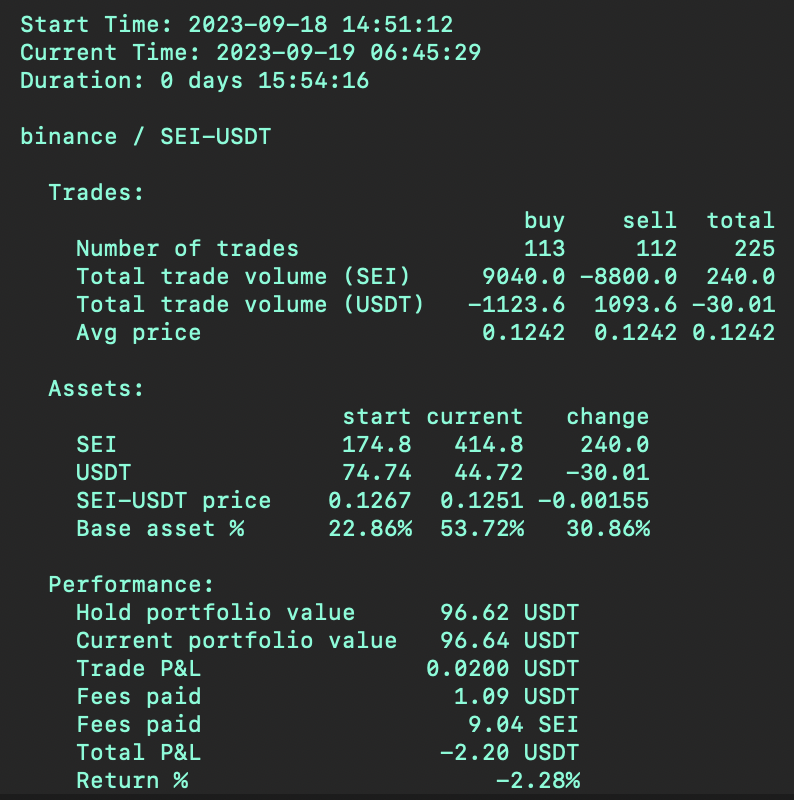 Start Time: 2023-09-18 14:51:12
Current Time: 2023-09-19 06:45:29
Duration: 0 days 15:54:16
binance / SEI-USDT
Trades:
buy sell total
Number of trades 113 112 225
Total trade volume (SEI) 9040.0 -8800.0 240.0
Total trade volume (USDT) -1123.6 1093.6 -30.01
Avg price 0.1242 0.1242 0.1242
Assets:
start current change
SEI 174.8 414.8 240.0
USDT 74.74 44.72 -30.01
SEI-USDT price 0.1267 0.1251 -0.00155
Base asset % 22.86% 53.72% 30.86%
Performance:
Hold portfolio value 96.62 USDT
Current portfolio value 96.64 USDT
Trade P&L 0.0200 USDT
Fees paid 1.09 USDT
Fees paid 9.04 SEI
Total P&L -2.20 USDT
Return % -2.28%